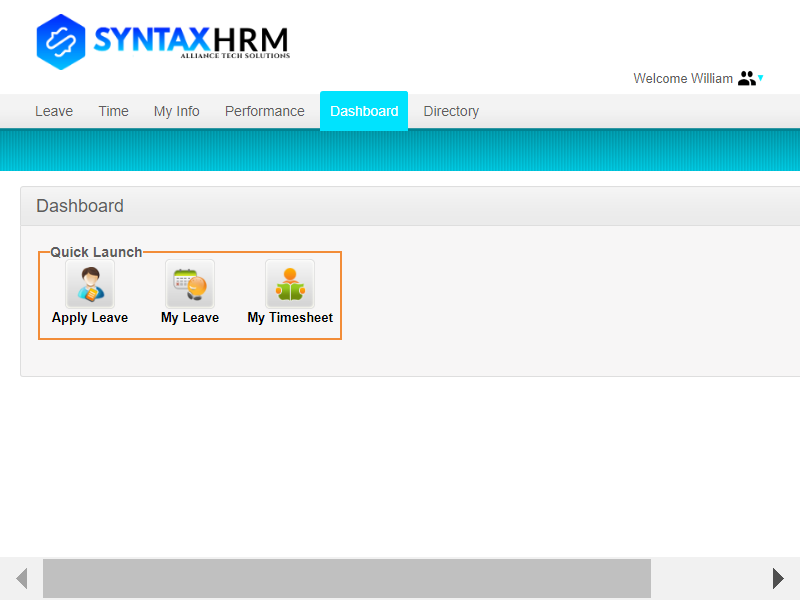 SYNTAXHRM
ALLIANCE TECH SOLUTIONS
Welcome William
Leave Time My Info Performance Dashboard Directory
Dashboard
Quick Launch
Apply Leave My Leave My Timesheet